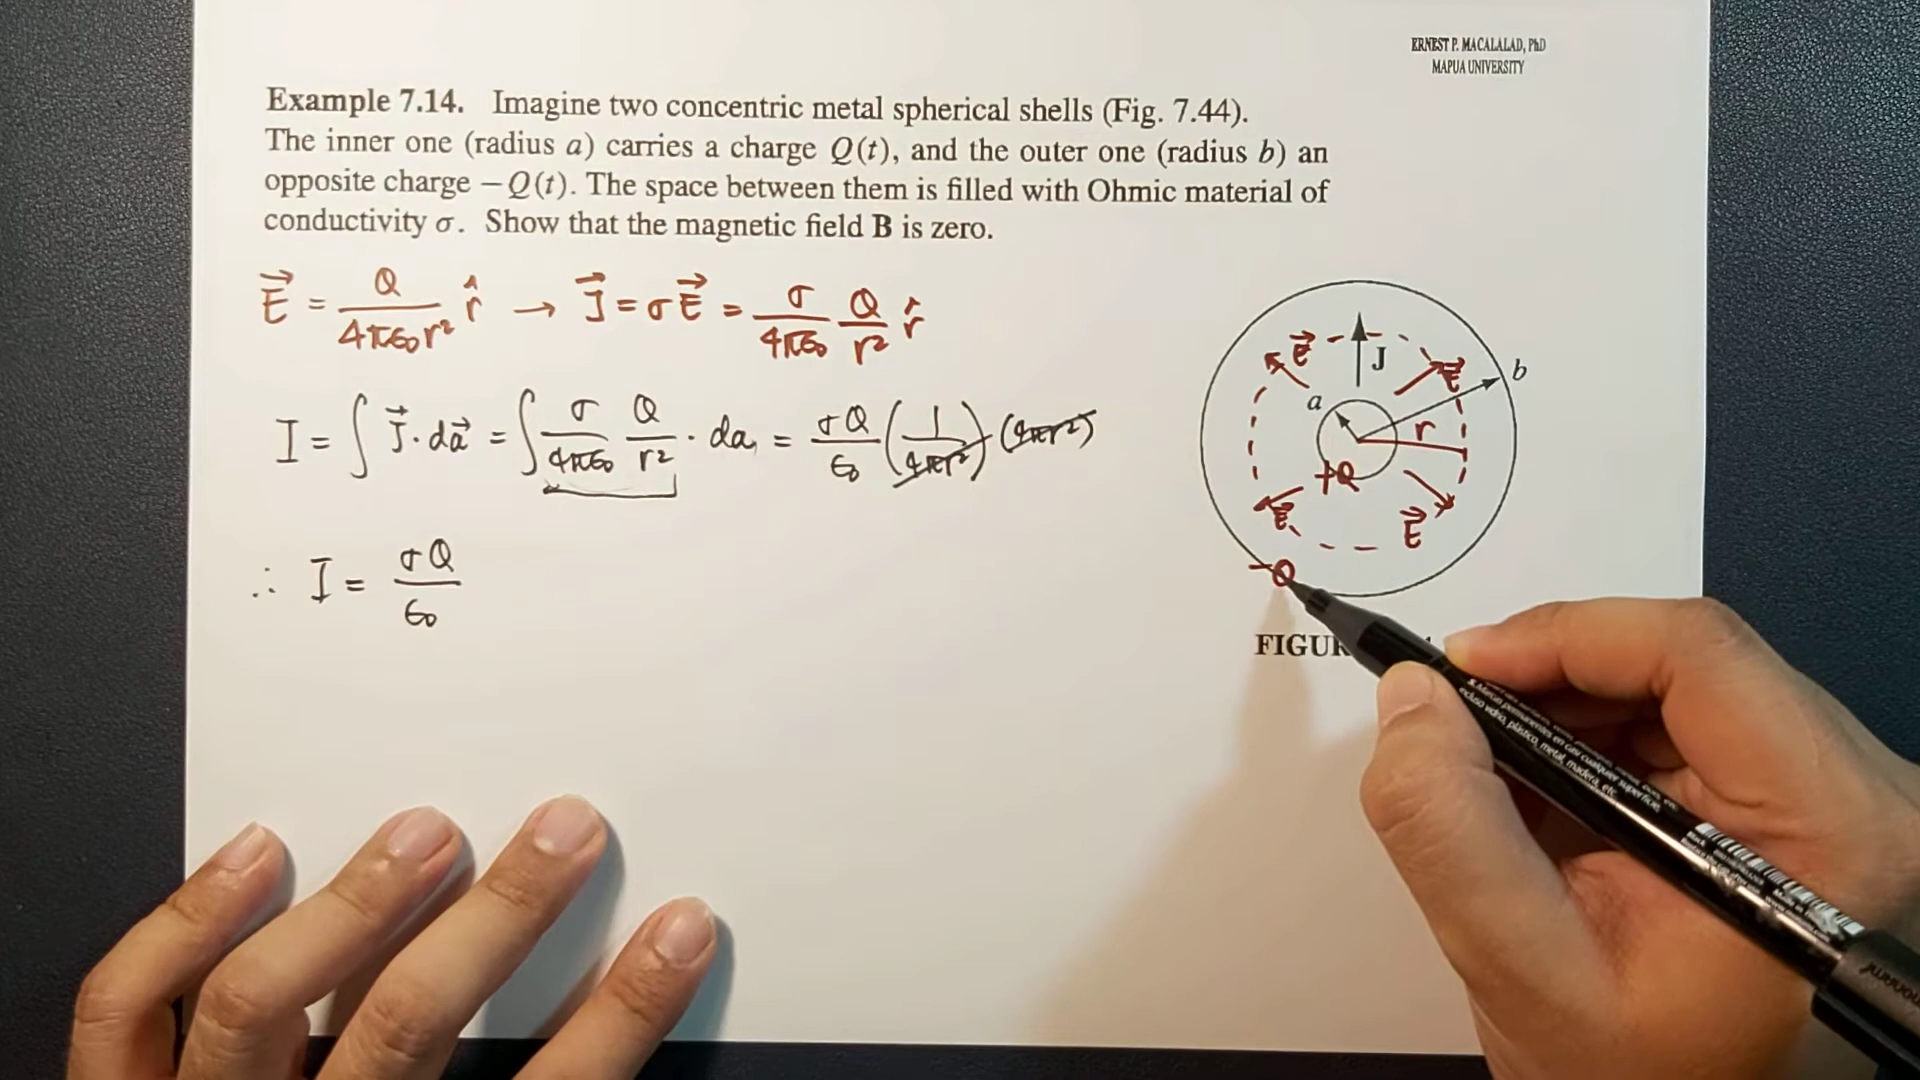 ERNEST P. MACALALAD, PhD
MAPUA UNIVERSITY
Example 7.14. Imagine two concentric metal spherical shells (Fig. 7.44).
The inner one (radius a) carries a charge Q(t), and the outer one (radius b) an
opposite charge −Q(t). The space between them is filled with Ohmic material of
conductivity σ. Show that the magnetic field B is zero.
E⃗ = Q / 4πϵ₀r² r̂ → J⃗ = σE⃗ = σ / 4πϵ₀ Q / r² r̂
I = ∫ J⃗ · da⃗ = ∫ σ / 4πϵ₀ Q / r² · da = σQ / ϵ₀ (1 / 4πr²) (4πr²)
∴ I = σQ / ϵ₀
E⃗
J
E⃗
b
a
r
+Q
E⃗
E⃗
−Q